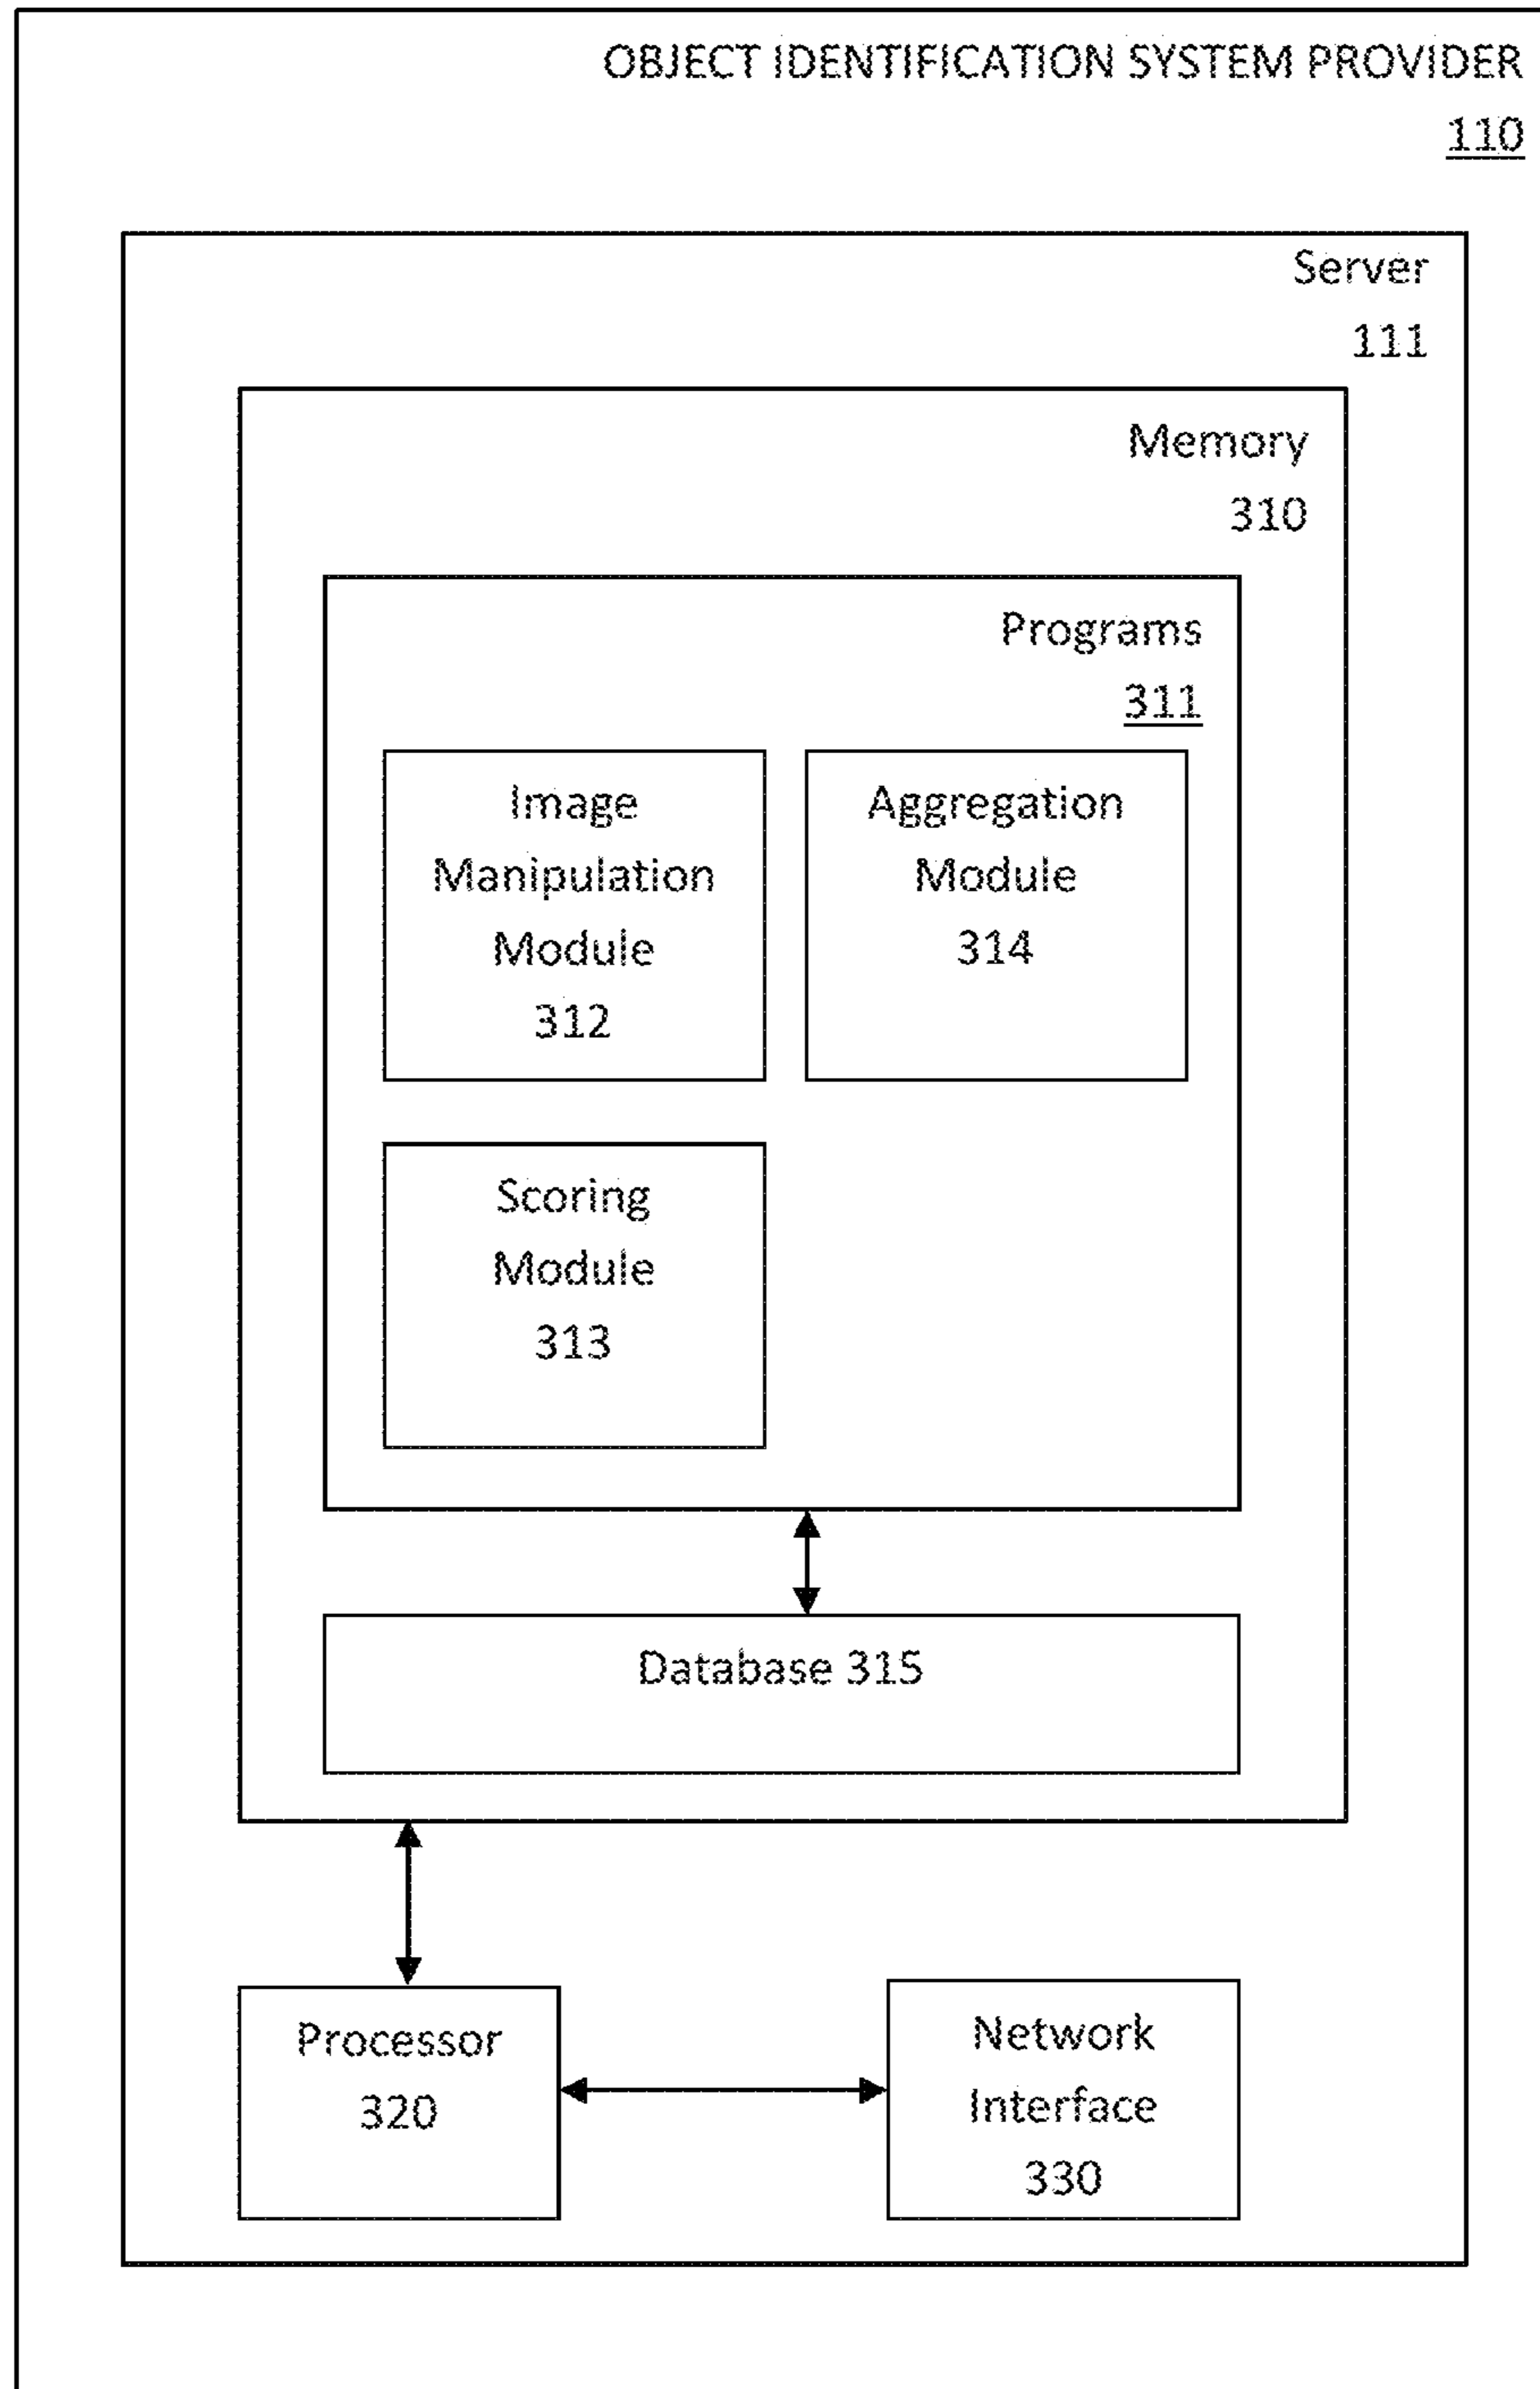 OBJECT IDENTIFICATION SYSTEM PROVIDER
110
Server
111
Memory
310
Programs
311
Image
Manipulation
Module
312
Aggregation
Module
314
Scoring
Module
313
Database 315
Processor
320
Network
Interface
330